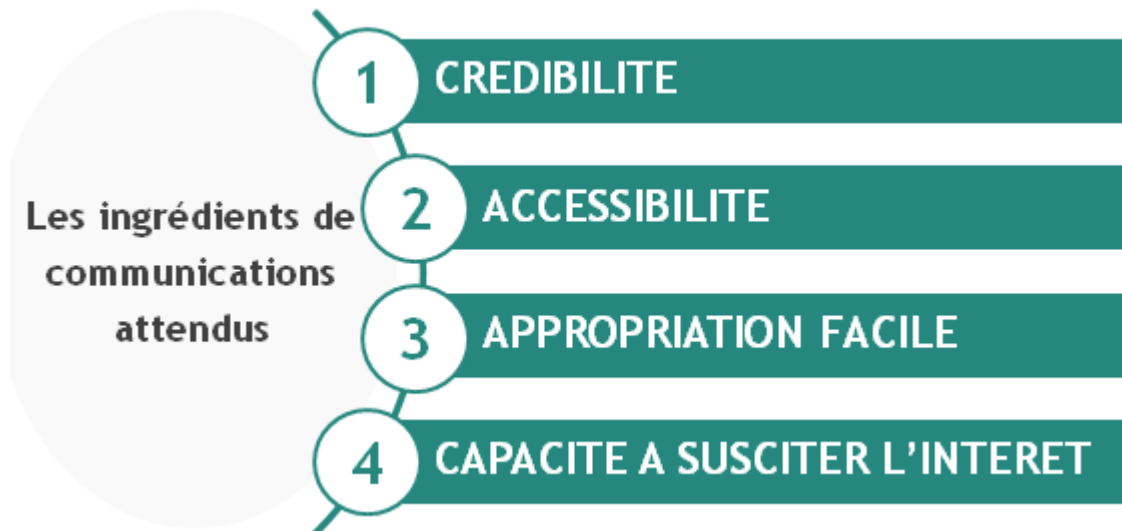 Les ingrédients de
communications
attendus
1 CREDIBILITE
2 ACCESSIBILITE
3 APPROPRIATION FACILE
4 CAPACITE A SUSCITER L’INTERET